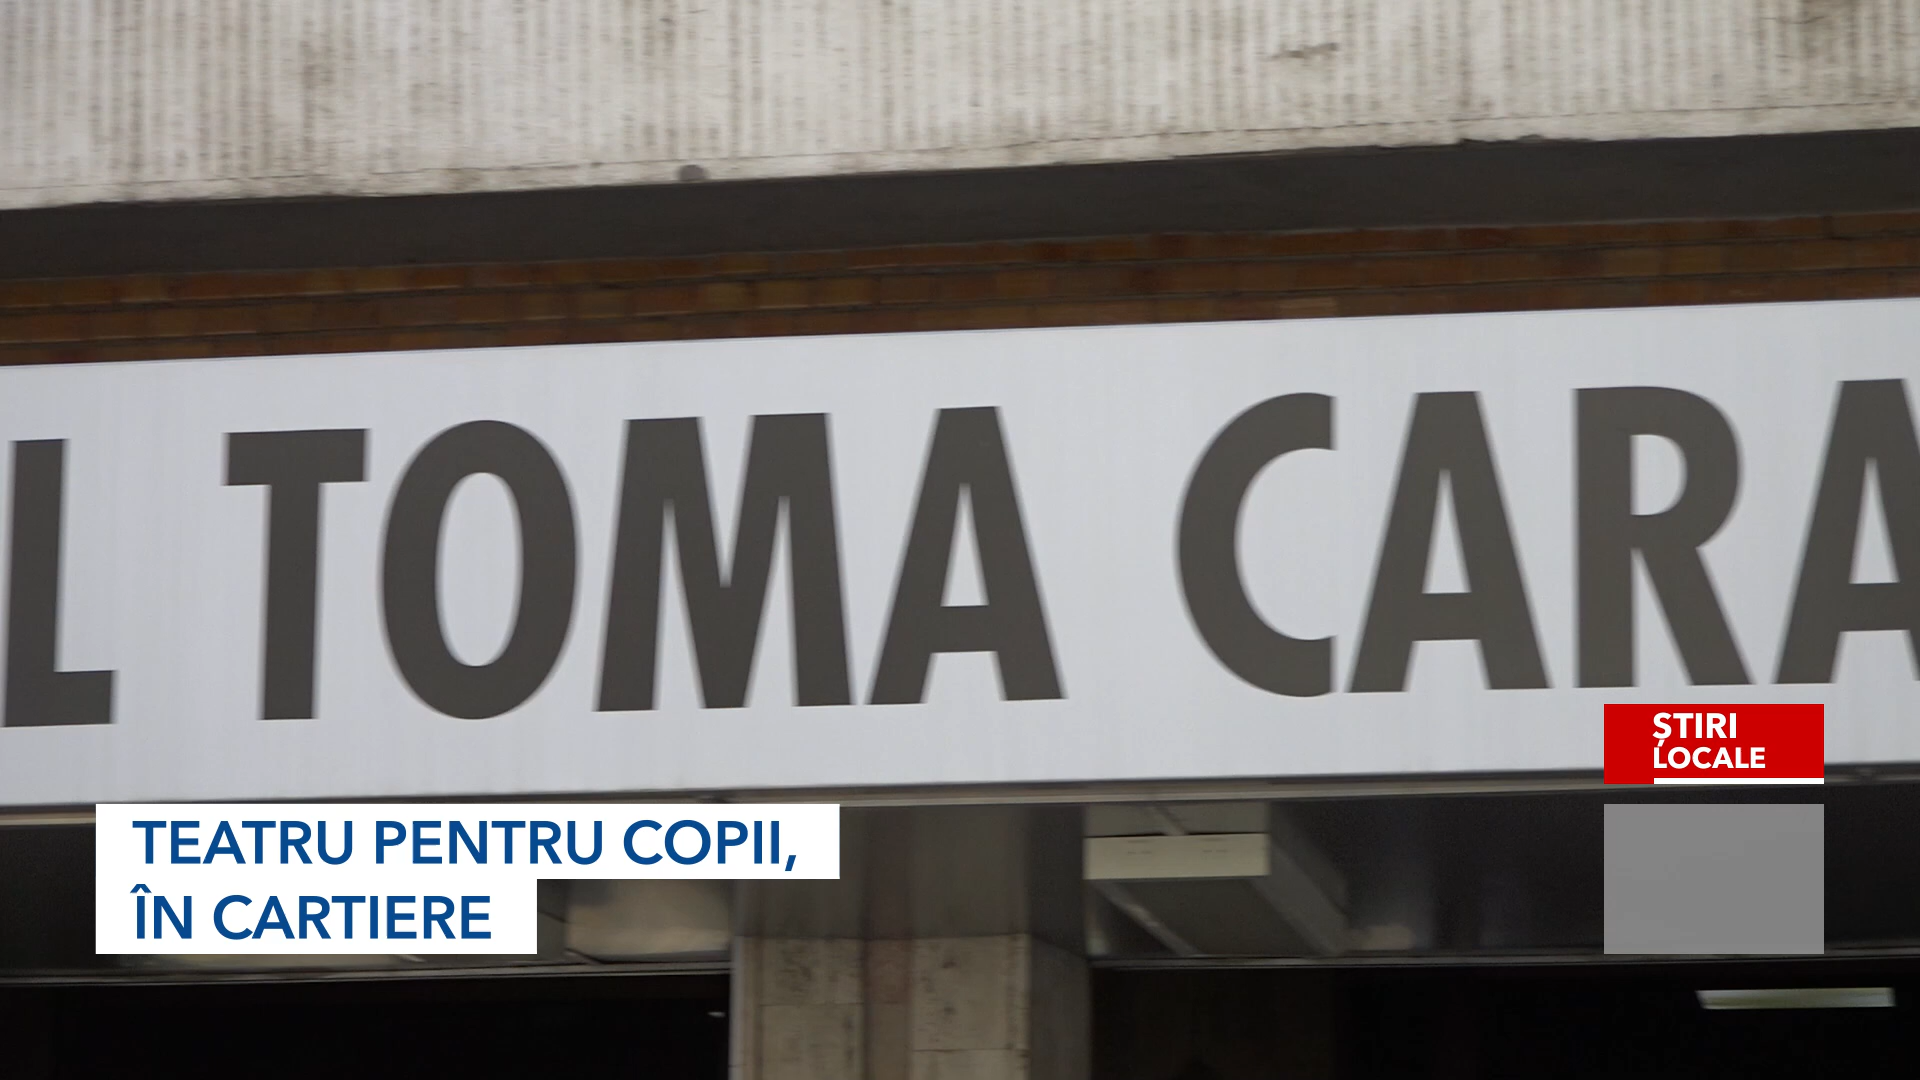 L TOMA CARA
ȘTIRI
LOCALE
TEATRU PENTRU COPII,
ÎN CARTIERE